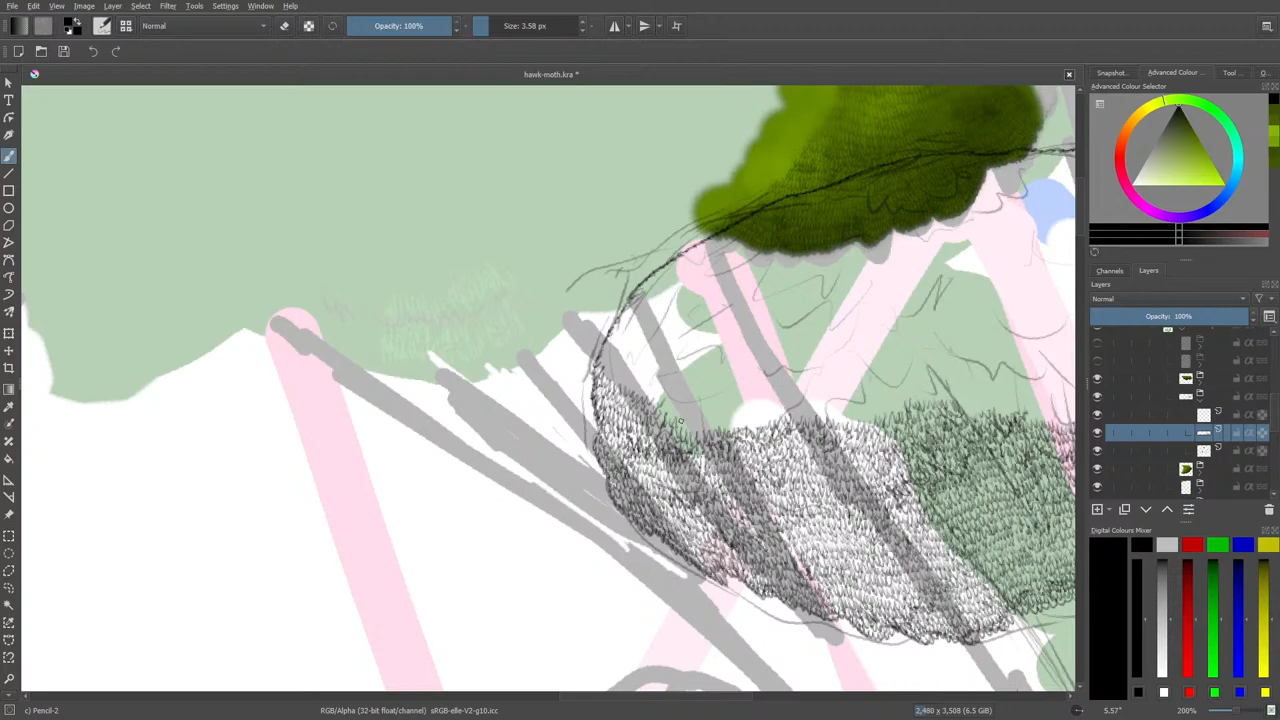 File Edit View Image Layer Select Filter Tools Settings Window Help
Normal Opacity: 100% Size: 3.58 px
hawk-moth.kra *
Snapshot... Advanced Colour ... Tool ... O...
Advanced Colour Selector
Channels Layers
Layers
Normal
Opacity: 100%
Digital Colours Mixer
c) Pencil-2 RGB/Alpha (32-bit float/channel) sRGB-elle-V2-g10.icc 2,480 x 3,508 (6.5 GiB) 5.57° 200%